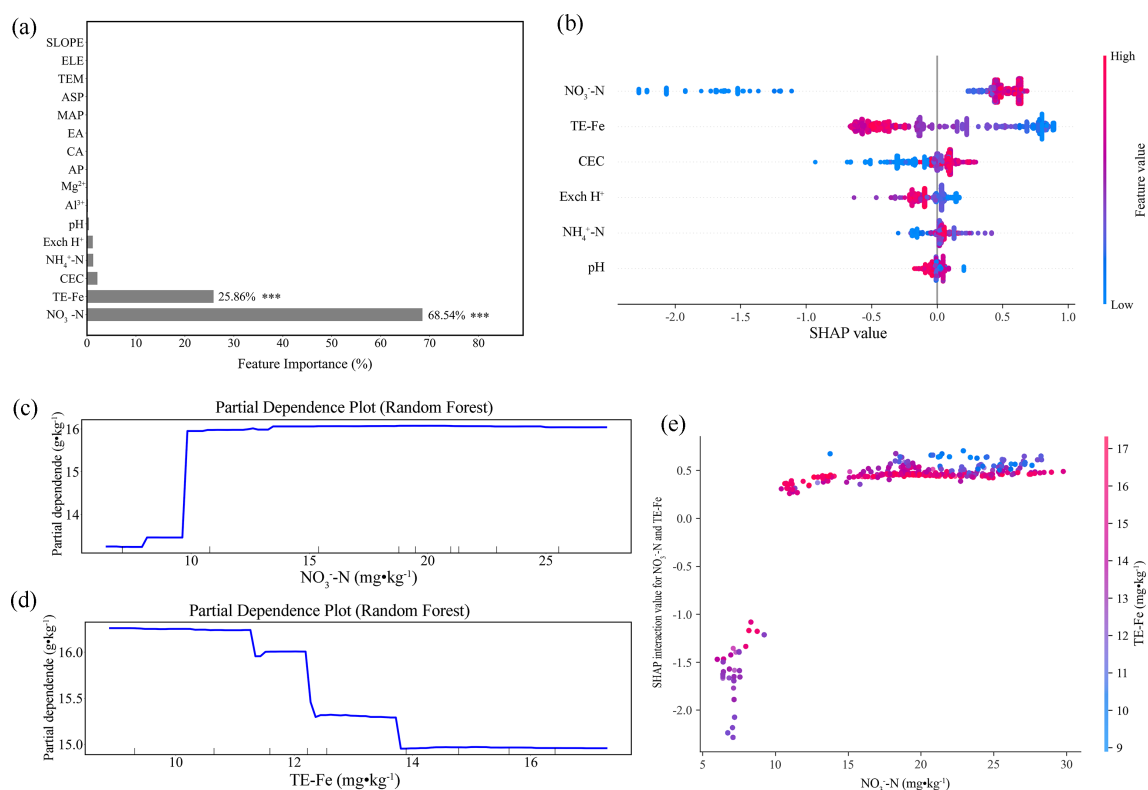 (a)
SLOPE
ELE
TEM
ASP
MAP
EA
CA
AP
Mg²⁺
Al³⁺
pH
Exch H⁺
NH₄⁺-N
CEC
TE-Fe
NO₃⁻-N
25.86% ***
68.54% ***
0 10 20 30 40 50 60 70 80
Feature Importance (%)
(b)
NO₃⁻-N
TE-Fe
CEC
Exch H⁺
NH₄⁺-N
pH
-2.0 -1.5 -1.0 -0.5 0.0 0.5 1.0
SHAP value
High
Low
Feature value
(c)
Partial Dependence Plot (Random Forest)
Partial dependende (g•kg⁻¹)
16
15
14
10 15 20 25
NO₃⁻-N (mg•kg⁻¹)
(d)
Partial Dependence Plot (Random Forest)
Partial dependende (g•kg⁻¹)
16.0
15.5
15.0
10 12 14 16
TE-Fe (mg•kg⁻¹)
(e)
SHAP interaction value for NO₃⁻-N and TE-Fe
0.5
0.0
-0.5
-1.0
-1.5
-2.0
5 10 15 20 25 30
NO₃⁻-N (mg•kg⁻¹)
17
16
15
14
13
12
11
10
9
TE-Fe (mg•kg⁻¹)